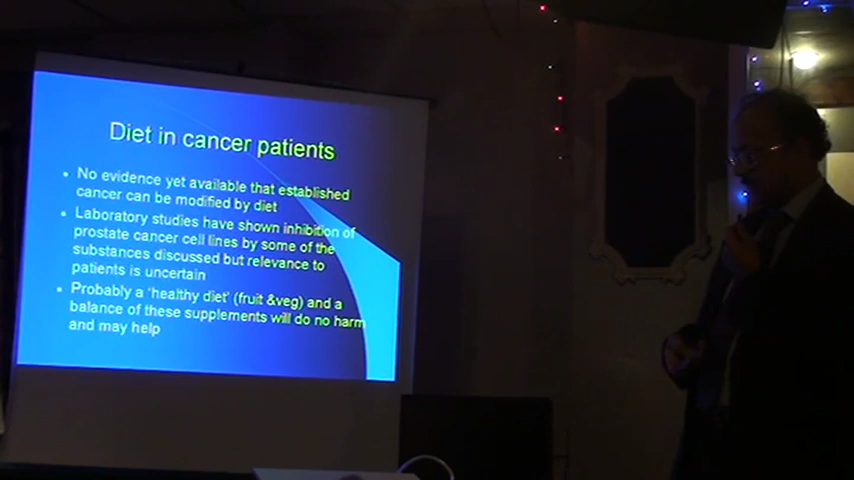 Diet in cancer patients
No evidence yet available that established
cancer can be modified by diet
Laboratory studies have shown inhibition of
prostate cancer cell lines by some of the
substances discussed but relevance to
patients is uncertain
Probably a 'healthy diet' (fruit &veg) and a
balance of these supplements will do no harm
and may help